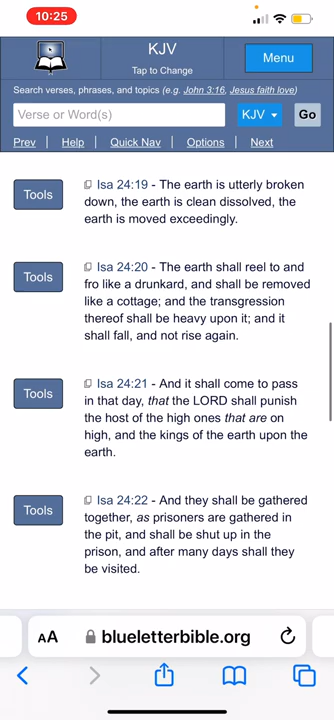 10:25
KJV
Tap to Change
Menu
Search verses, phrases, and topics (e.g. John 3:16, Jesus faith love)
Verse or Word(s)
KJV
Go
Prev | Help | Quick Nav | Options | Next
Tools
Isa 24:19 - The earth is utterly broken
down, the earth is clean dissolved, the
earth is moved exceedingly.
Tools
Isa 24:20 - The earth shall reel to and
fro like a drunkard, and shall be removed
like a cottage; and the transgression
thereof shall be heavy upon it; and it
shall fall, and not rise again.
Tools
Isa 24:21 - And it shall come to pass
in that day, that the LORD shall punish
the host of the high ones that are on
high, and the kings of the earth upon the
earth.
Tools
Isa 24:22 - And they shall be gathered
together, as prisoners are gathered in
the pit, and shall be shut up in the
prison, and after many days shall they
be visited.
AA
blueletterbible.org